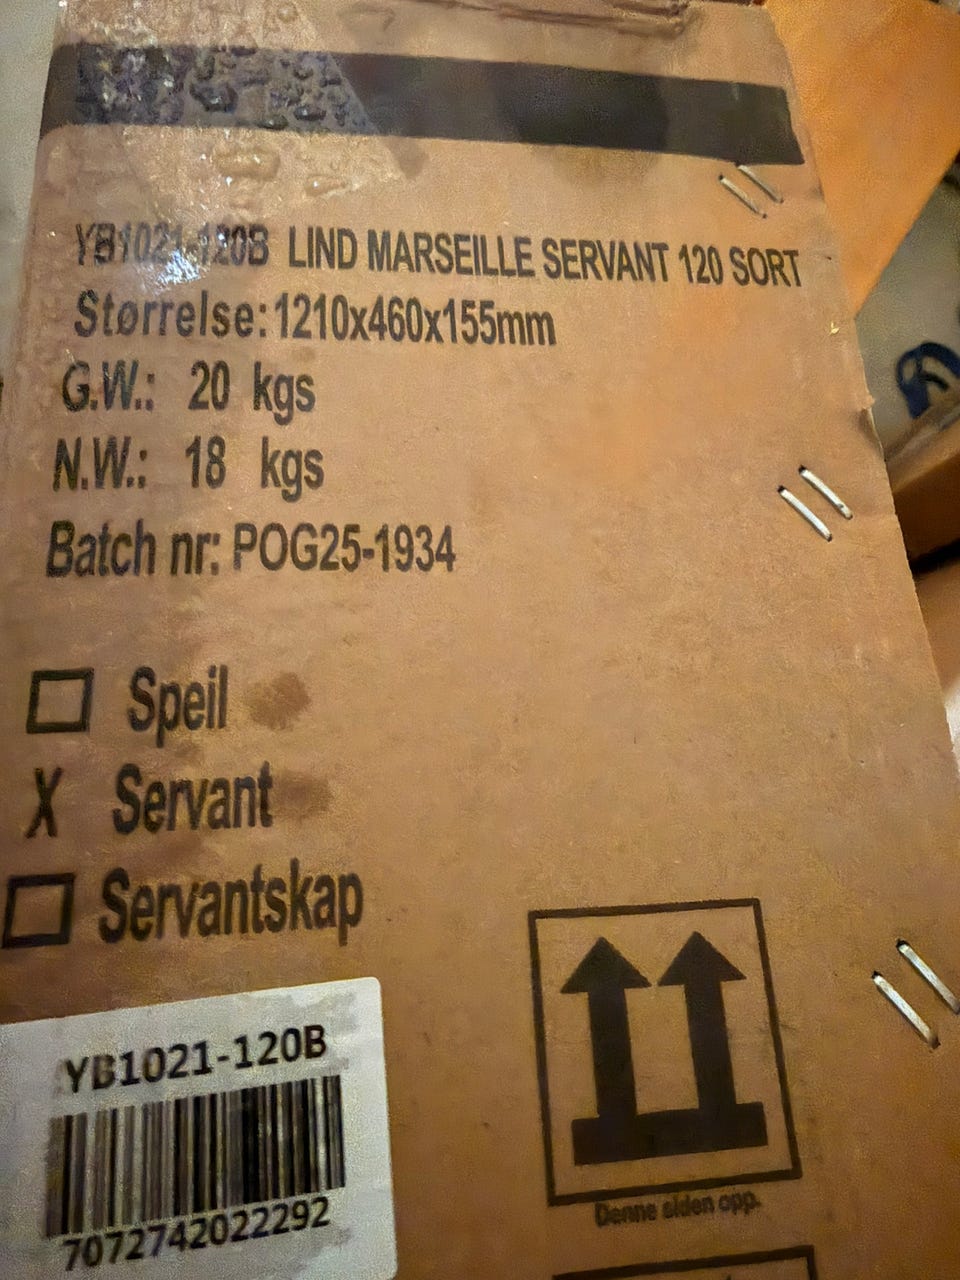 YB1021-120B LIND MARSEILLE SERVANT 120 SORT
Størrelse: 1210x460x155mm
G.W.: 20 kgs
N.W.: 18 kgs
Batch nr: POG25-1934
Speil
X Servant
Servantskap
YB1021-120B
7072742022292
Denne siden opp.